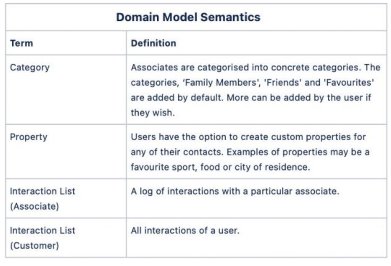 Domain Model Semantics
Term
Definition
Category
Associates are categorised into concrete categories. The
categories, 'Family Members', 'Friends' and 'Favourites'
are added by default. More can be added by the user if
they wish.
Property
Users have the option to create custom properties for
any of their contacts. Examples of properties may be a
favourite sport, food or city of residence.
Interaction List
(Associate)
A log of interactions with a particular associate.
Interaction List
(Customer)
All interactions of a user.